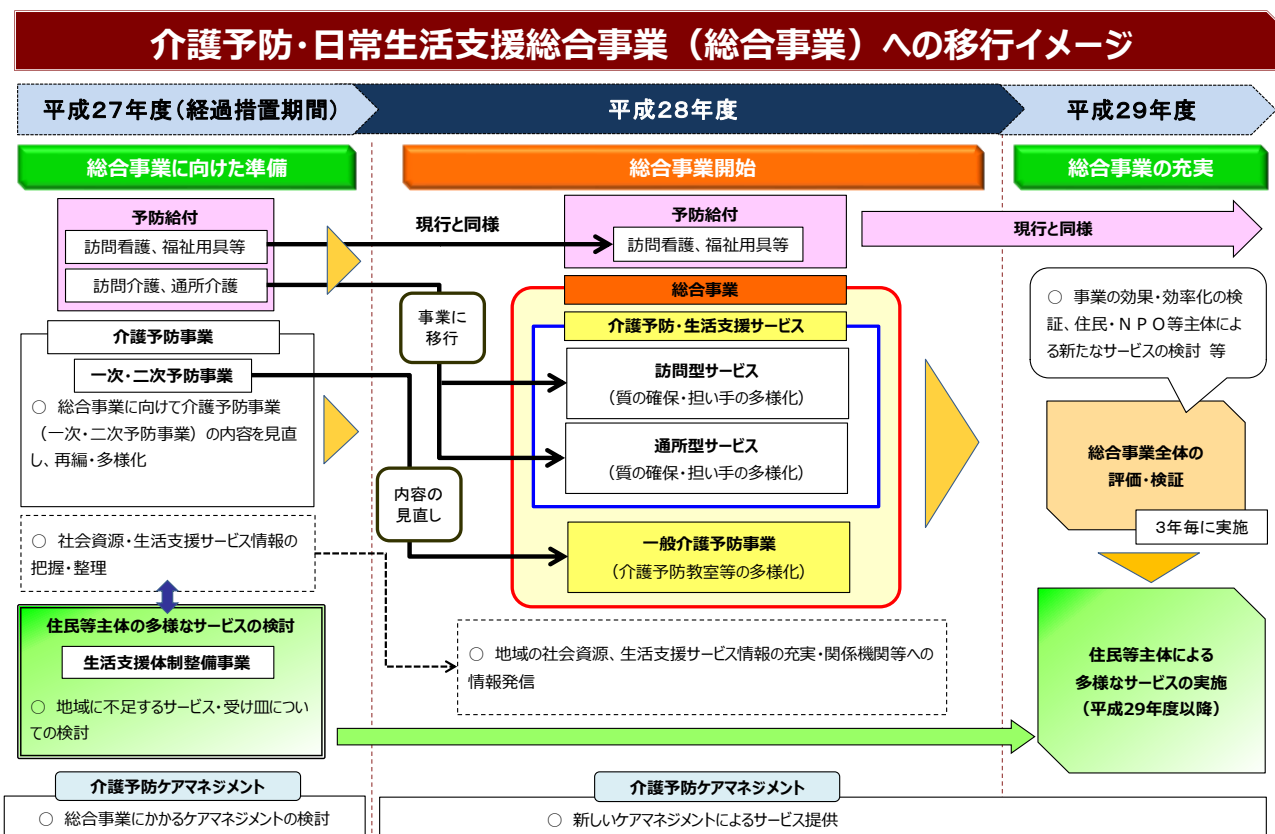 介護予防・日常生活支援総合事業（総合事業）への移行イメージ
平成27年度（経過措置期間）
平成28年度
平成29年度
総合事業に向けた準備
総合事業開始
総合事業の充実
予防給付
訪問看護、福祉用具等
訪問介護、通所介護
現行と同様
予防給付
訪問看護、福祉用具等
現行と同様
介護予防事業
一次・二次予防事業
○ 総合事業に向けて介護予防事業
（一次・二次予防事業）の内容を見直
し、再編・多様化
事業に
移行
内容の
見直し
総合事業
介護予防・生活支援サービス
訪問型サービス
（質の確保・担い手の多様化）
通所型サービス
（質の確保・担い手の多様化）
一般介護予防事業
（介護予防教室等の多様化）
○ 事業の効果・効率化の検
証、住民・ＮＰＯ等主体によ
る新たなサービスの検討 等
総合事業全体の
評価・検証
３年毎に実施
○ 社会資源・生活支援サービス情報の
把握・整理
住民等主体の多様なサービスの検討
生活支援体制整備事業
○ 地域に不足するサービス・受け皿につい
ての検討
○ 地域の社会資源、生活支援サービス情報の充実・関係機関等への
情報発信
住民等主体による
多様なサービスの実施
（平成29年度以降）
介護予防ケアマネジメント
○ 総合事業にかかるケアマネジメントの検討
介護予防ケアマネジメント
○ 新しいケアマネジメントによるサービス提供